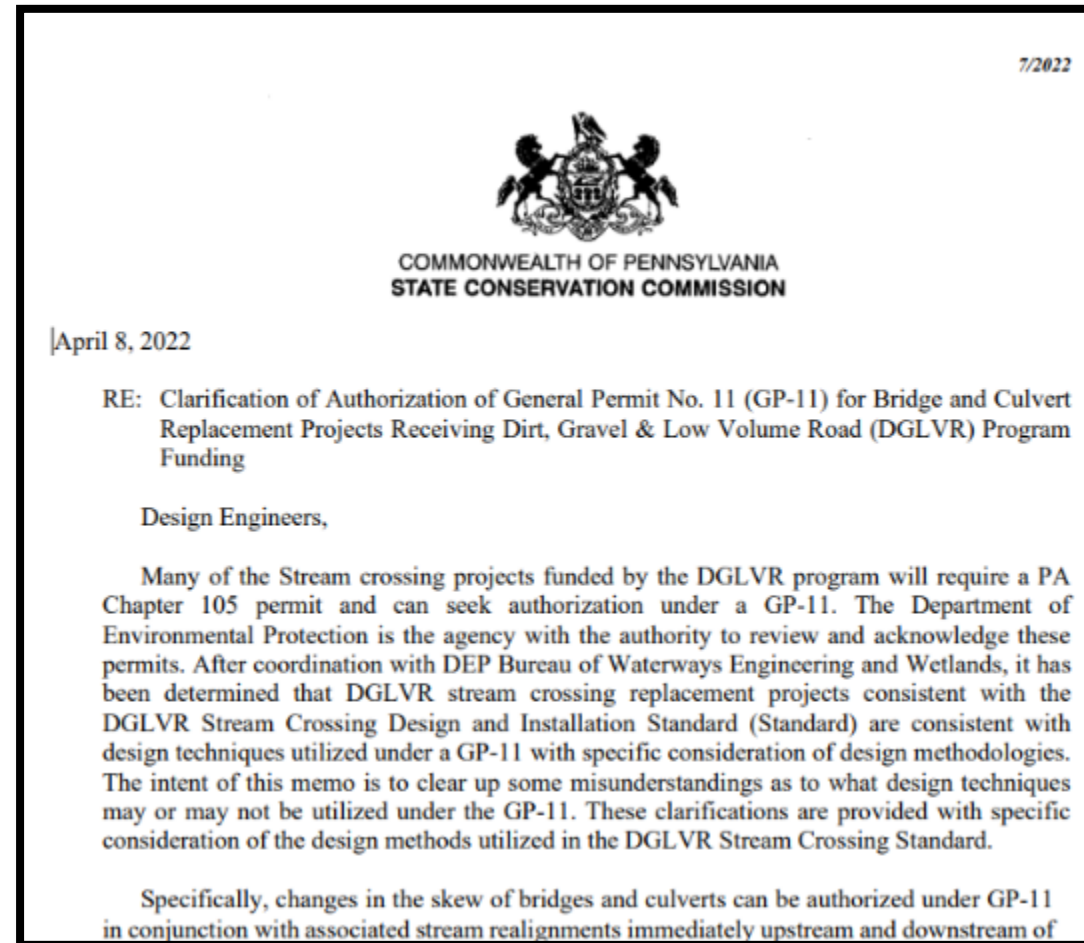 7/2022
COMMONWEALTH OF PENNSYLVANIA
STATE CONSERVATION COMMISSION
April 8, 2022
RE: Clarification of Authorization of General Permit No. 11 (GP-11) for Bridge and Culvert
Replacement Projects Receiving Dirt, Gravel & Low Volume Road (DGLVR) Program
Funding
Design Engineers,
Many of the Stream crossing projects funded by the DGLVR program will require a PA
Chapter 105 permit and can seek authorization under a GP-11. The Department of
Environmental Protection is the agency with the authority to review and acknowledge these
permits. After coordination with DEP Bureau of Waterways Engineering and Wetlands, it has
been determined that DGLVR stream crossing replacement projects consistent with the
DGLVR Stream Crossing Design and Installation Standard (Standard) are consistent with
design techniques utilized under a GP-11 with specific consideration of design methodologies.
The intent of this memo is to clear up some misunderstandings as to what design techniques
may or may not be utilized under the GP-11. These clarifications are provided with specific
consideration of the design methods utilized in the DGLVR Stream Crossing Standard.
Specifically, changes in the skew of bridges and culverts can be authorized under GP-11
in conjunction with associated stream realignments immediately upstream and downstream of